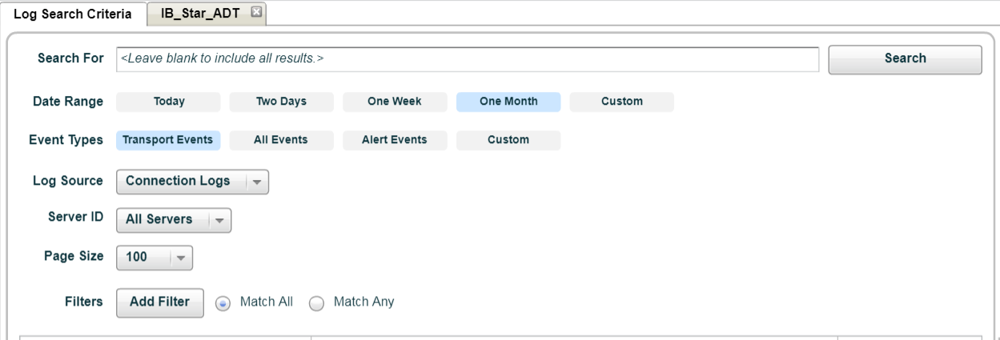 Log Search Criteria IB_Star_ADT
Search For <Leave blank to include all results.> Search
Date Range Today Two Days One Week One Month Custom
Event Types Transport Events All Events Alert Events Custom
Log Source Connection Logs
Server ID All Servers
Page Size 100
Filters Add Filter Match All Match Any